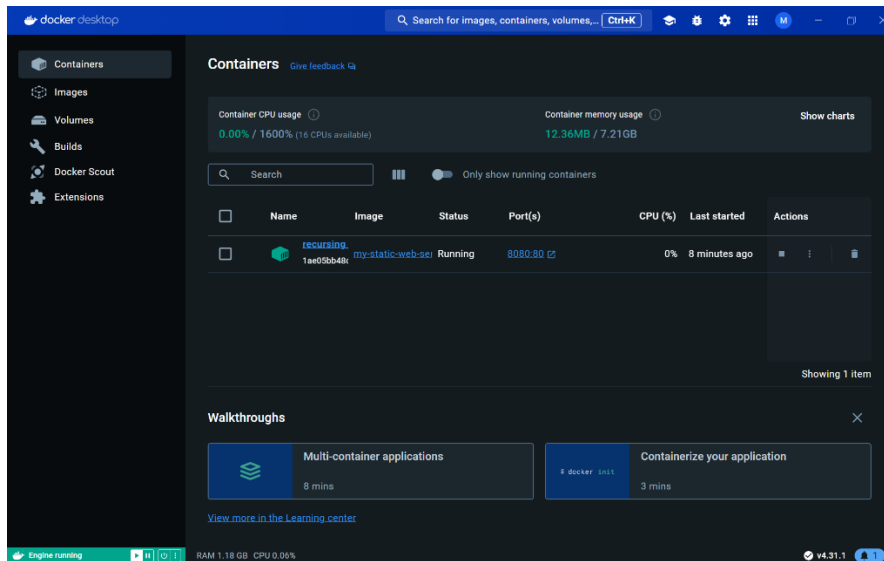 docker desktop
Search for images, containers, volumes,... Ctrl+K
M
Containers
Images
Volumes
Builds
Docker Scout
Extensions
Containers Give feedback
Container CPU usage
0.00% / 1600% (16 CPUs available)
Container memory usage
12.36MB / 7.21GB
Show charts
Search
Only show running containers
Name Image Status Port(s) CPU (%) Last started Actions
recursing_
1ae05bb48c
my-static-web-ser Running 8080:80 0% 8 minutes ago
Showing 1 item
Walkthroughs
Multi-container applications
8 mins
$ docker init
Containerize your application
3 mins
View more in the Learning center
Engine running
RAM 1.18 GB CPU 0.06%
v4.31.1
1